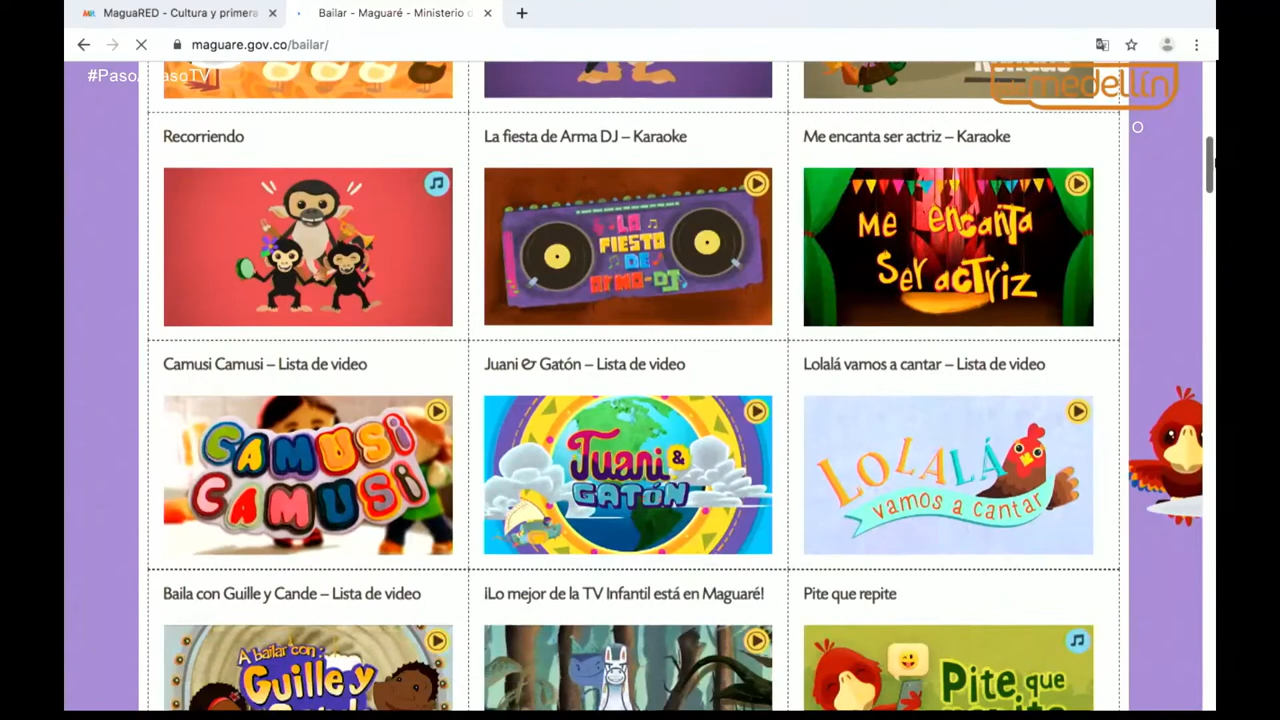 MaguaRED - Cultura y primera
Bailar - Maguaré - Ministerio d
maguare.gov.co/bailar/
#PasoAPasoTV
medellín
Recorriendo
La fiesta de Arma DJ – Karaoke
Me encanta ser actriz – Karaoke
LA
FIESTA
DE
ARMA-DJ
Me encanta
Ser actriz
Camusi Camusi – Lista de video
Juani & Gatón – Lista de video
Lolalá vamos a cantar – Lista de video
CAMUSI
CAMUSI
Juani &
GATÓN
LOLALÁ
vamos a cantar
Baila con Guille y Cande – Lista de video
¡Lo mejor de la TV Infantil está en Maguaré!
Pite que repite
A bailar con:
Guille y
Pite que